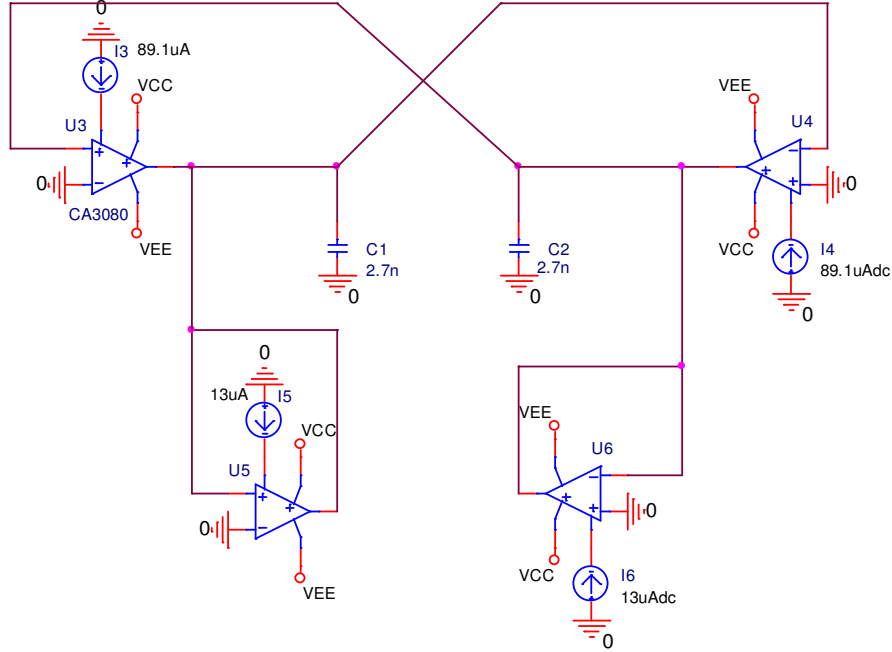 0
I3 89.1uA
VCC
U3
+
+
-
0
CA3080
VEE
C1
2.7n
0
C2
2.7n
0
VEE
U4
-
+
+
0
VCC
I4
89.1uAdc
0
0
13uA I5
VCC
U5
+
+
-
0
VEE
VEE
U6
-
+
+
0
VCC
I6
13uAdc
0